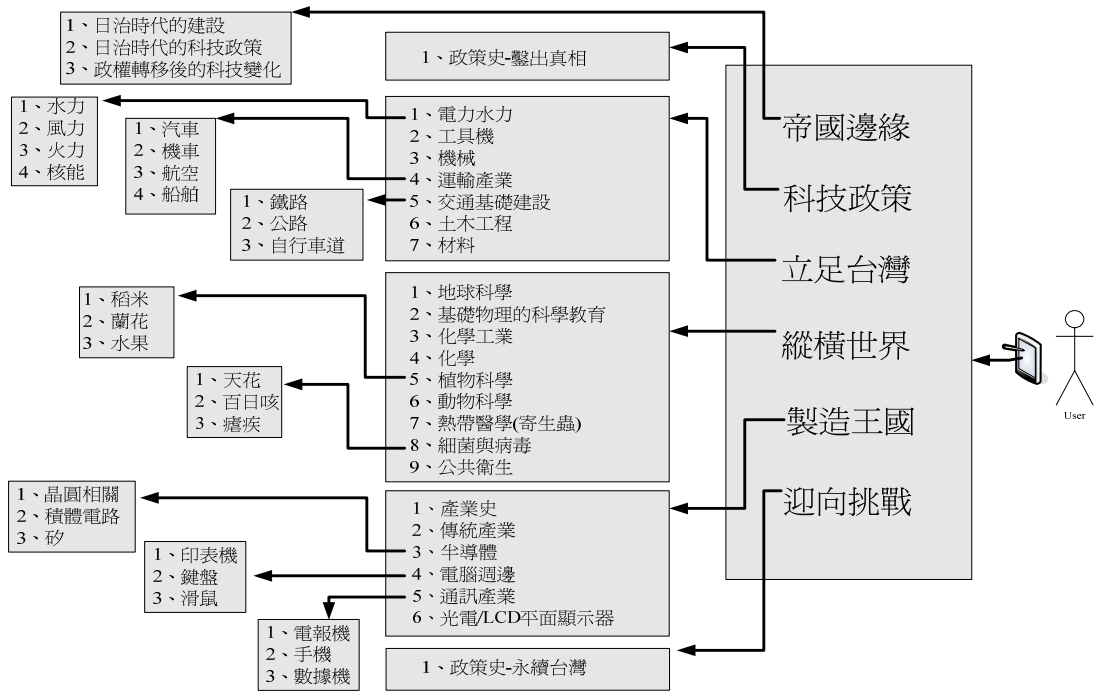 1、日治時代的建設
2、日治時代的科技政策
3、政權轉移後的科技變化
1、政策史-鑿出真相
1、水力
2、風力
3、火力
4、核能
1、汽車
2、機車
3、航空
4、船舶
1、鐵路
2、公路
3、自行車道
1、電力水力
2、工具機
3、機械
4、運輸產業
5、交通基礎建設
6、土木工程
7、材料
1、稻米
2、蘭花
3、水果
1、天花
2、百日咳
3、瘧疾
1、地球科學
2、基礎物理的科學教育
3、化學工業
4、化學
5、植物科學
6、動物科學
7、熱帶醫學(寄生蟲)
8、細菌與病毒
9、公共衛生
1、晶圓相關
2、積體電路
3、矽
1、印表機
2、鍵盤
3、滑鼠
1、電報機
2、手機
3、數據機
1、產業史
2、傳統產業
3、半導體
4、電腦週邊
5、通訊產業
6、光電/LCD平面顯示器
1、政策史-永續台灣
帝國邊緣
科技政策
立足台灣
縱橫世界
製造王國
迎向挑戰
User